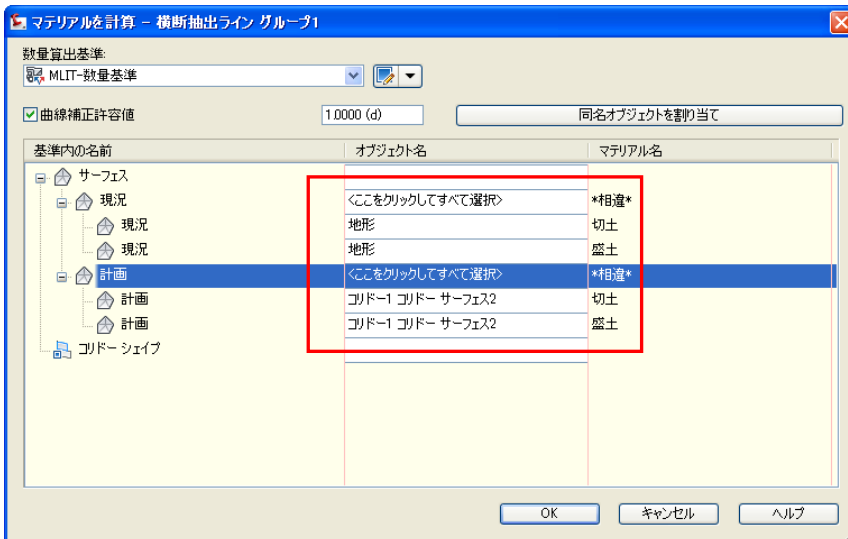 マテリアルを計算 - 横断抽出ライン グループ1
数量算出基準:
MLIT-数量基準
曲線補正許容値 1.0000 (d) 同名オブジェクトを割り当て
基準内の名前 オブジェクト名 マテリアル名
サーフェス
現況 <ここをクリックしてすべて選択> *相違*
現況 地形 切土
現況 地形 盛土
計画 <ここをクリックしてすべて選択> *相違*
計画 コリドー1 コリドー サーフェス2 切土
計画 コリドー1 コリドー サーフェス2 盛土
コリドー シェイプ
OK キャンセル ヘルプ